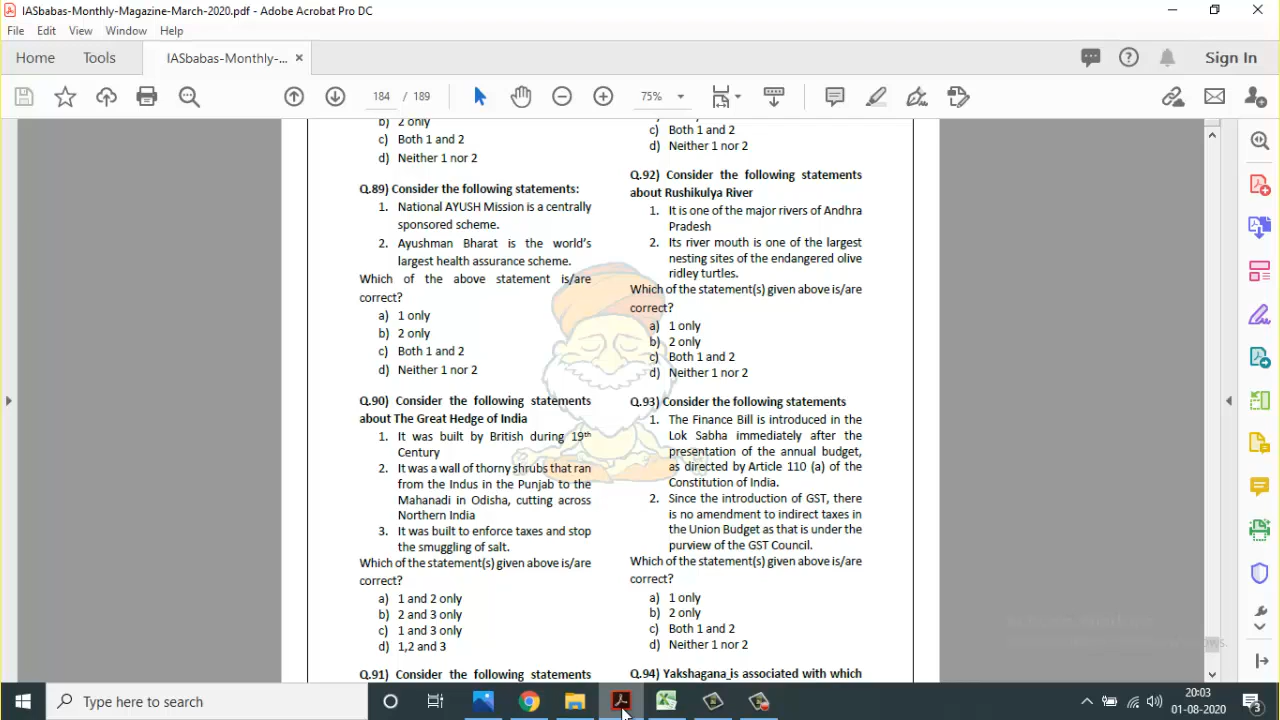 IASbabas-Monthly-Magazine-March-2020.pdf - Adobe Acrobat Pro DC
File Edit View Window Help
Home Tools IASbabas-Monthly-... × Sign In
184 / 189 75%
b) 2 only
c) Both 1 and 2
d) Neither 1 nor 2
Q.89) Consider the following statements:
1. National AYUSH Mission is a centrally
sponsored scheme.
2. Ayushman Bharat is the world's
largest health assurance scheme.
Which of the above statement is/are
correct?
a) 1 only
b) 2 only
c) Both 1 and 2
d) Neither 1 nor 2
Q.90) Consider the following statements
about The Great Hedge of India
1. It was built by British during 19th
Century
2. It was a wall of thorny shrubs that ran
from the Indus in the Punjab to the
Mahanadi in Odisha, cutting across
Northern India
3. It was built to enforce taxes and stop
the smuggling of salt.
Which of the statement(s) given above is/are
correct?
a) 1 and 2 only
b) 2 and 3 only
c) 1 and 3 only
d) 1,2 and 3
Q.91) Consider the following statements
c) Both 1 and 2
d) Neither 1 nor 2
Q.92) Consider the following statements
about Rushikulya River
1. It is one of the major rivers of Andhra
Pradesh
2. Its river mouth is one of the largest
nesting sites of the endangered olive
ridley turtles.
Which of the statement(s) given above is/are
correct?
a) 1 only
b) 2 only
c) Both 1 and 2
d) Neither 1 nor 2
Q.93) Consider the following statements
1. The Finance Bill is introduced in the
Lok Sabha immediately after the
presentation of the annual budget,
as directed by Article 110 (a) of the
Constitution of India.
2. Since the introduction of GST, there
is no amendment to indirect taxes in
the Union Budget as that is under the
purview of the GST Council.
Which of the statement(s) given above is/are
correct?
a) 1 only
b) 2 only
c) Both 1 and 2
d) Neither 1 nor 2
Q.94) Yakshagana is associated with which
Type here to search
20:03
01-08-2020
3